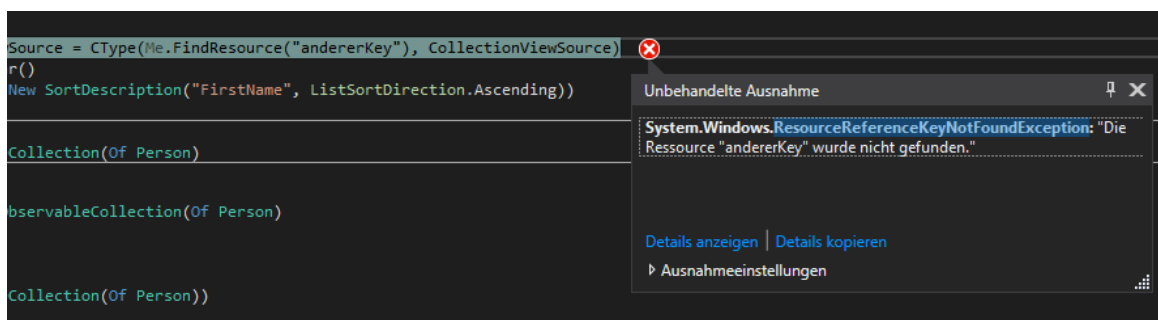 Source = CType(Me.FindResource("andererKey"), CollectionViewSource)
r()
New SortDescription("FirstName", ListSortDirection.Ascending))
Collection(Of Person)
bservableCollection(Of Person)
Collection(Of Person))
Unbehandelte Ausnahme
System.Windows.ResourceReferenceKeyNotFoundException: "Die
Ressource "andererKey" wurde nicht gefunden."
Details anzeigen | Details kopieren
Ausnahmeeinstellungen